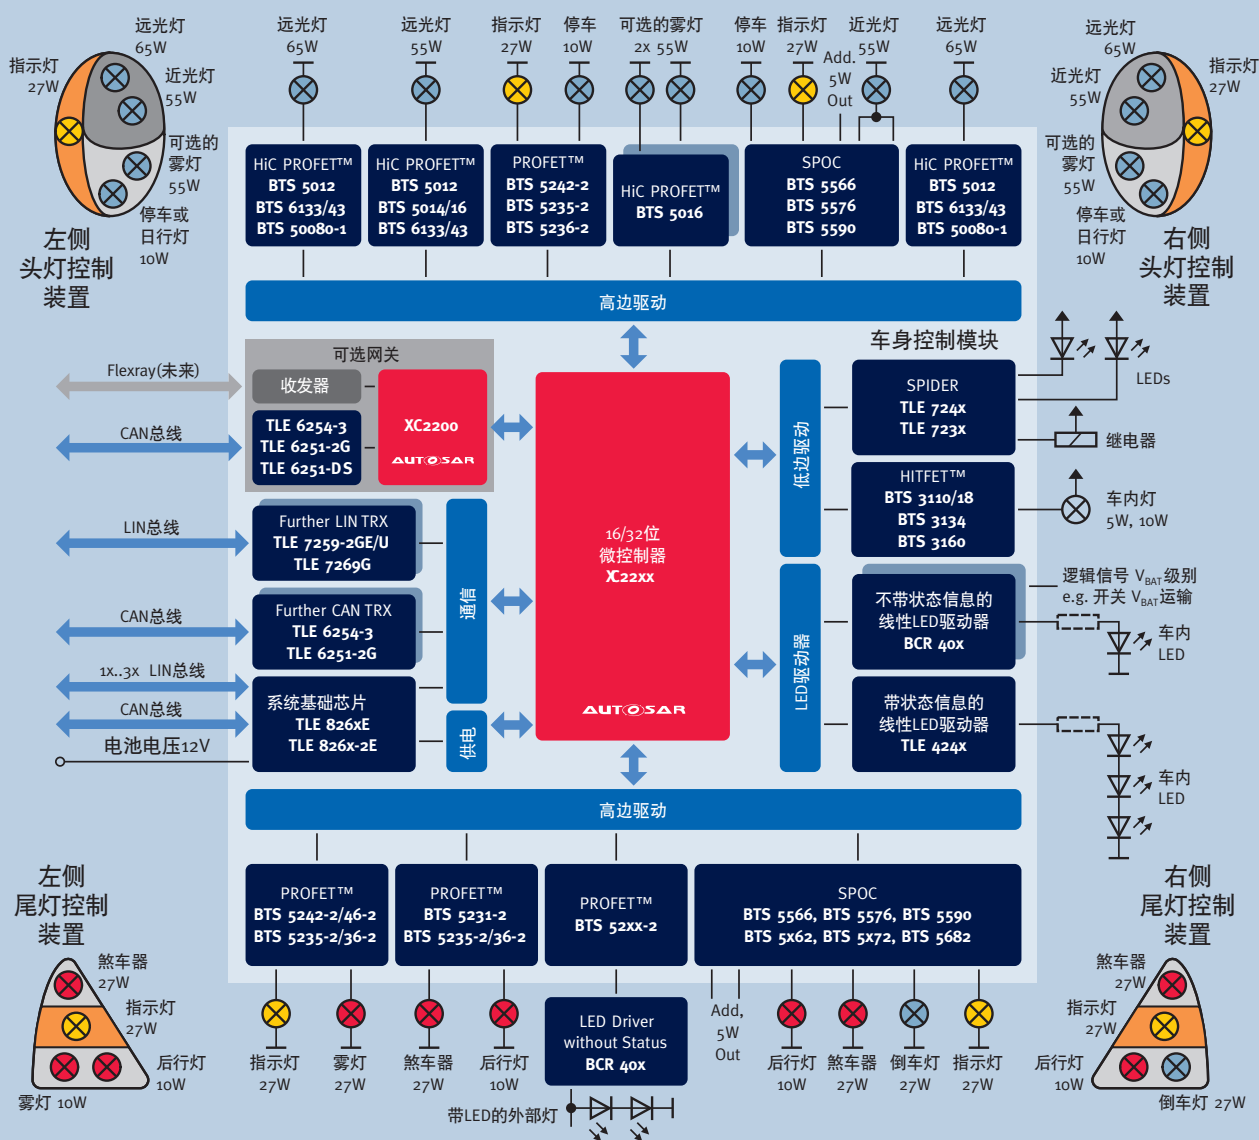 远光灯
65W
远光灯
55W
指示灯
27W
停车
10W
可选的雾灯
2x 55W
停车
10W
指示灯
27W
Add.
5W
Out
近光灯
55W
远光灯
65W
远光灯
65W
指示灯
27W
近光灯
55W
可选的
雾灯
55W
停车或
日行灯
10W
左侧
头灯控制
装置
远光灯
65W
近光灯
55W
指示灯
27W
可选的
雾灯
55W
停车或
日行灯
10W
右侧
头灯控制
装置
HiC PROFET™
BTS 5012
BTS 6133/43
BTS 50080-1
HiC PROFET™
BTS 5012
BTS 5014/16
BTS 6133/43
PROFET™
BTS 5242-2
BTS 5235-2
BTS 5236-2
HiC PROFET™
BTS 5016
SPOC
BTS 5566
BTS 5576
BTS 5590
HiC PROFET™
BTS 5012
BTS 6133/43
BTS 50080-1
高边驱动
车身控制模块
可选网关
Flexray(未来)
收发器
CAN总线
TLE 6254-3
TLE 6251-2G
TLE 6251-DS
XC2200
AUTOSAR
LIN总线
Further LIN TRX
TLE 7259-2GE/U
TLE 7269G
CAN总线
Further CAN TRX
TLE 6254-3
TLE 6251-2G
1x..3x LIN总线
CAN总线
电池电压12V
系统基础芯片
TLE 826xE
TLE 826x-2E
通信
供电
16/32位
微控制器
XC22xx
AUTOSAR
低边驱动
LED驱动器
SPIDER
TLE 724x
TLE 723x
LEDs
继电器
HITFET™
BTS 3110/18
BTS 3134
BTS 3160
车内灯
5W, 10W
不带状态信息的
线性LED驱动器
BCR 40x
逻辑信号 VBAT 级别
e.g. 开关 VBAT运输
车内
LED
带状态信息的
线性LED驱动器
TLE 424x
车内
LED
高边驱动
PROFET™
BTS 5242-2/46-2
BTS 5235-2/36-2
PROFET™
BTS 5231-2
BTS 5235-2/36-2
PROFET™
BTS 52xx-2
SPOC
BTS 5566, BTS 5576, BTS 5590
BTS 5x62, BTS 5x72, BTS 5682
左侧
尾灯控制
装置
煞车器
27W
指示灯
27W
后行灯
10W
雾灯 10W
指示灯
27W
雾灯
27W
煞车器
27W
后行灯
10W
LED Driver
without Status
BCR 40x
带LED的外部灯
Add,
5W
Out
后行灯
10W
煞车器
27W
倒车灯
27W
指示灯
27W
右侧
尾灯控制
装置
煞车器
27W
指示灯
27W
后行灯
10W
倒车灯 27W